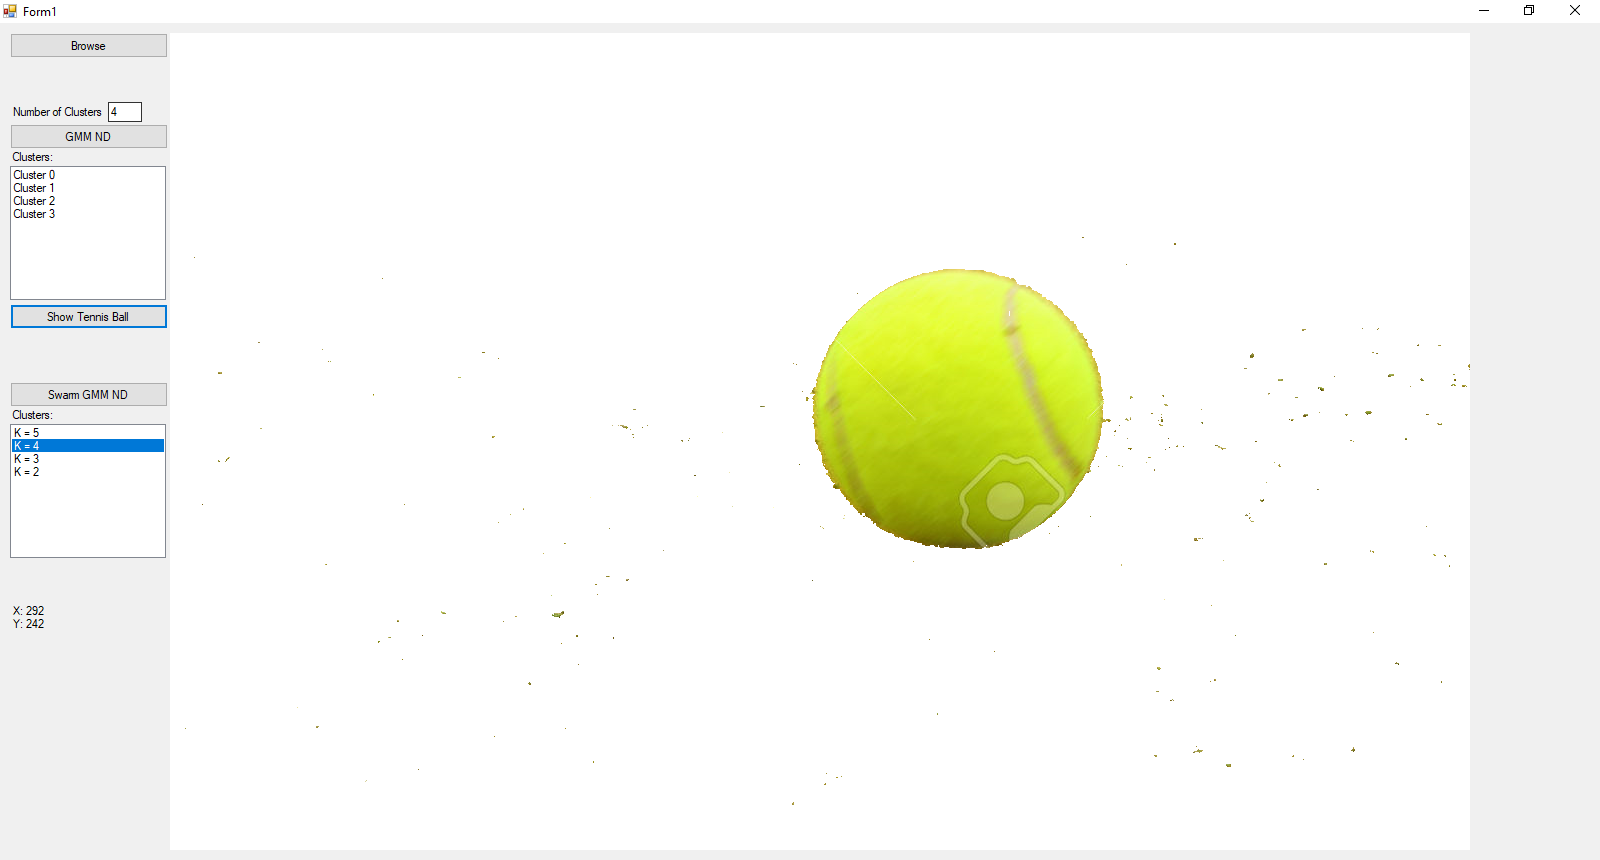 Form1
Browse
Number of Clusters 4
GMM ND
Clusters:
Cluster 0
Cluster 1
Cluster 2
Cluster 3
Show Tennis Ball
Swarm GMM ND
Clusters:
K = 5
K = 4
K = 3
K = 2
X: 292
Y: 242